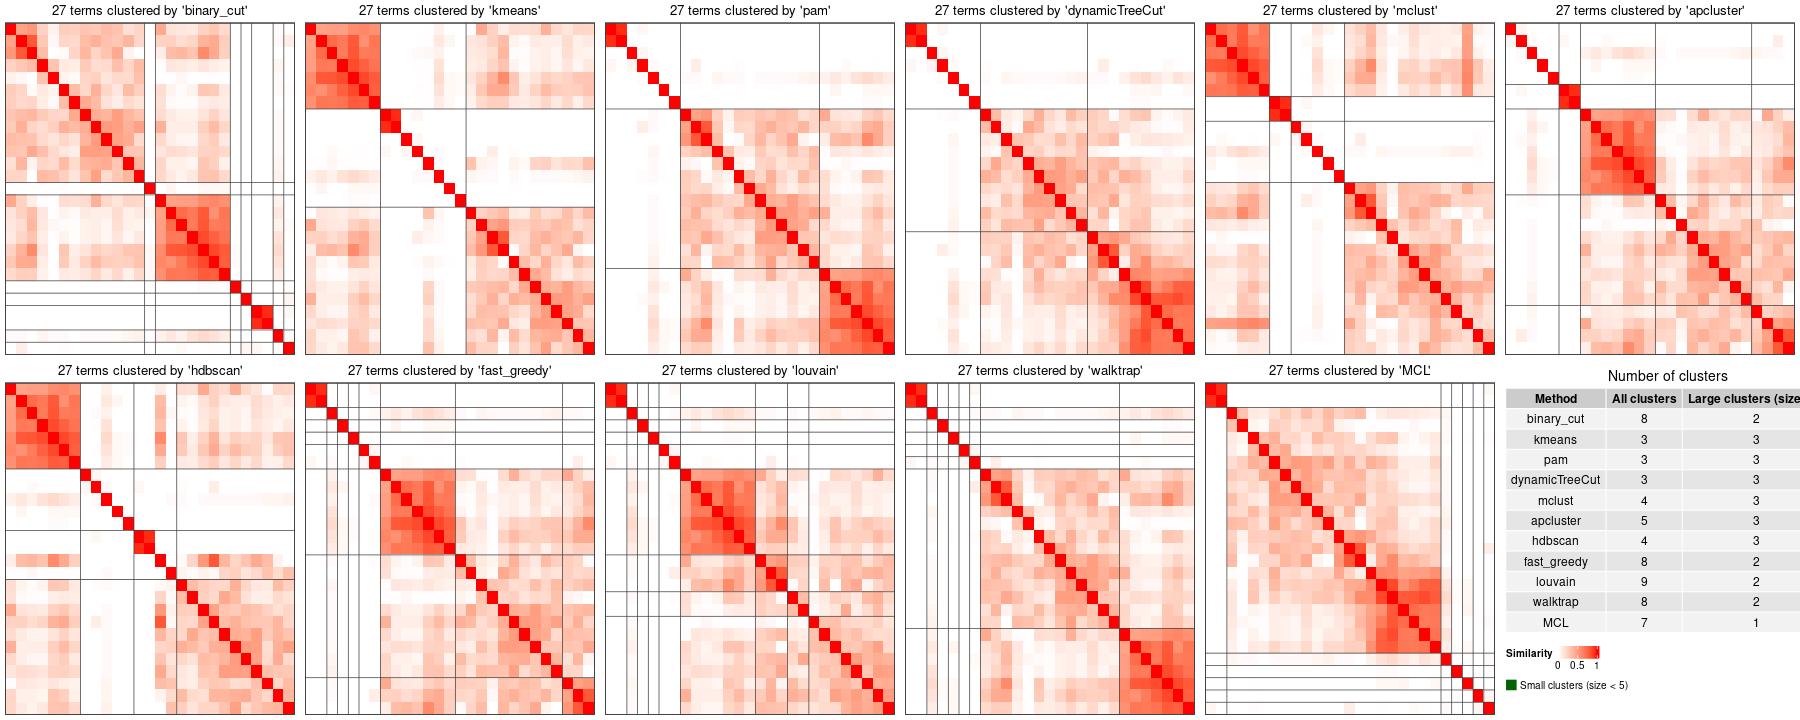 27 terms clustered by 'binary_cut'
27 terms clustered by 'kmeans'
27 terms clustered by 'pam'
27 terms clustered by 'dynamicTreeCut'
27 terms clustered by 'mclust'
27 terms clustered by 'apcluster'
27 terms clustered by 'hdbscan'
27 terms clustered by 'fast_greedy'
27 terms clustered by 'louvain'
27 terms clustered by 'walktrap'
27 terms clustered by 'MCL'
Number of clusters
Method All clusters Large clusters (size
binary_cut 8 2
kmeans 3 3
pam 3 3
dynamicTreeCut 3 3
mclust 4 3
apcluster 5 3
hdbscan 4 3
fast_greedy 8 2
louvain 9 2
walktrap 8 2
MCL 7 1
Similarity
0 0.5 1
Small clusters (size < 5)